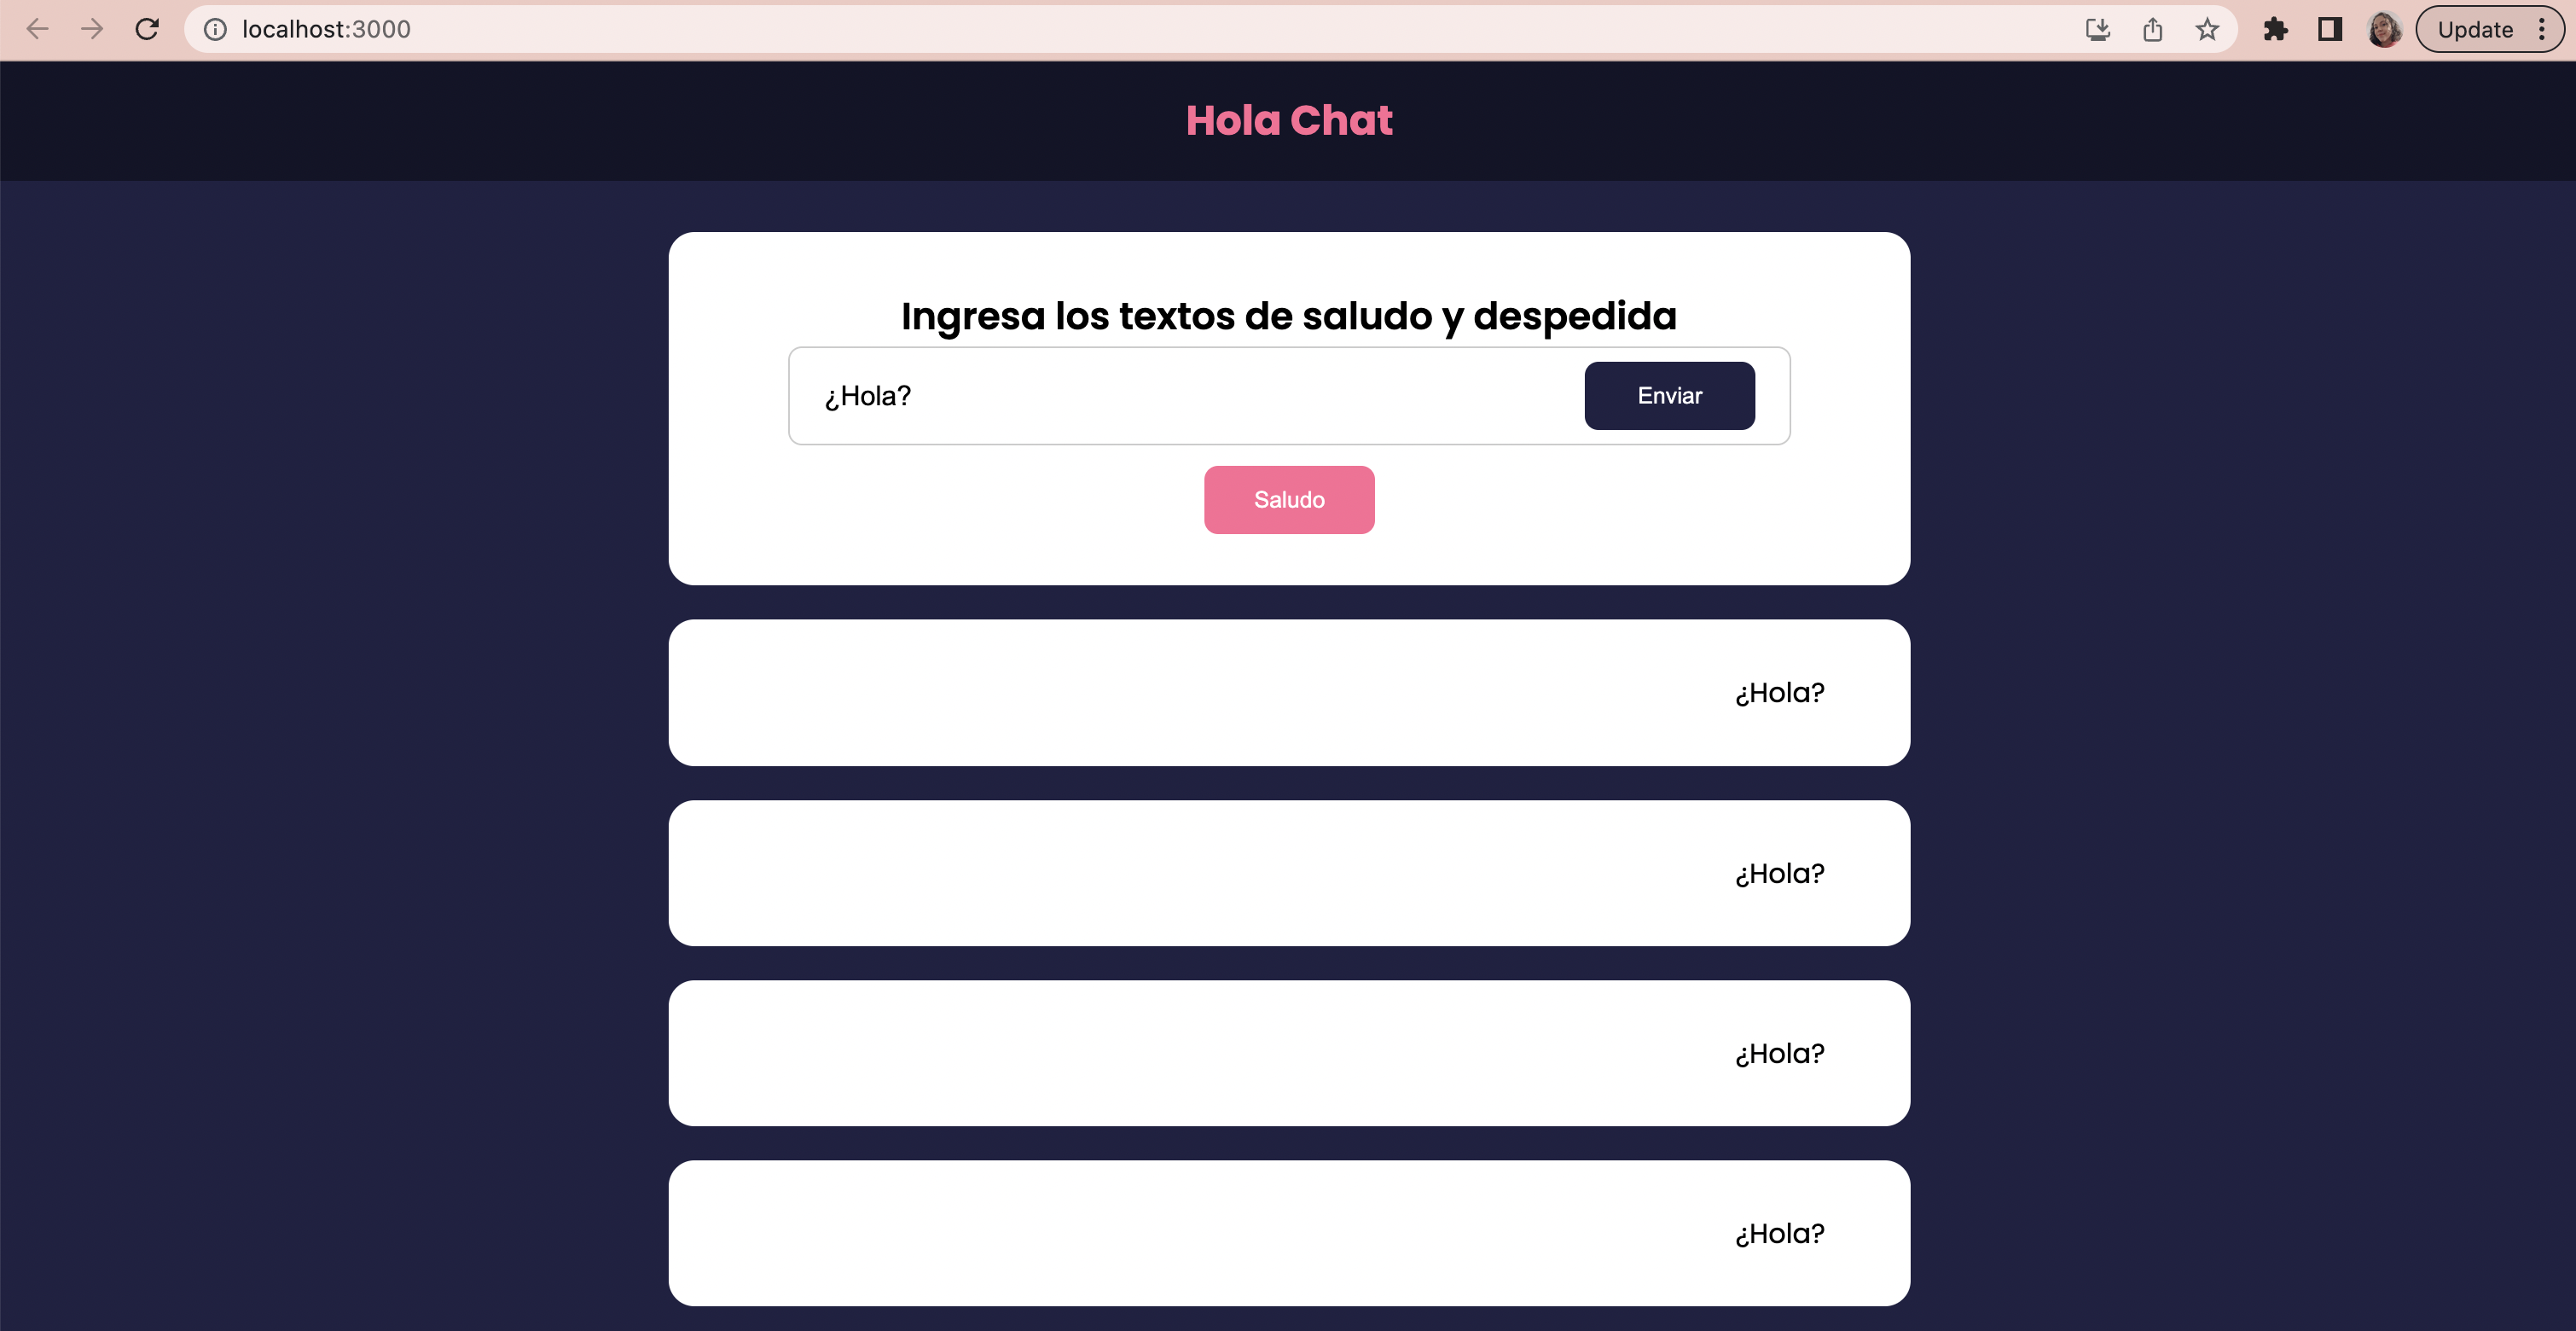 localhost:3000
Update
Hola Chat
Ingresa los textos de saludo y despedida
¿Hola?
Enviar
Saludo
¿Hola?
¿Hola?
¿Hola?
¿Hola?